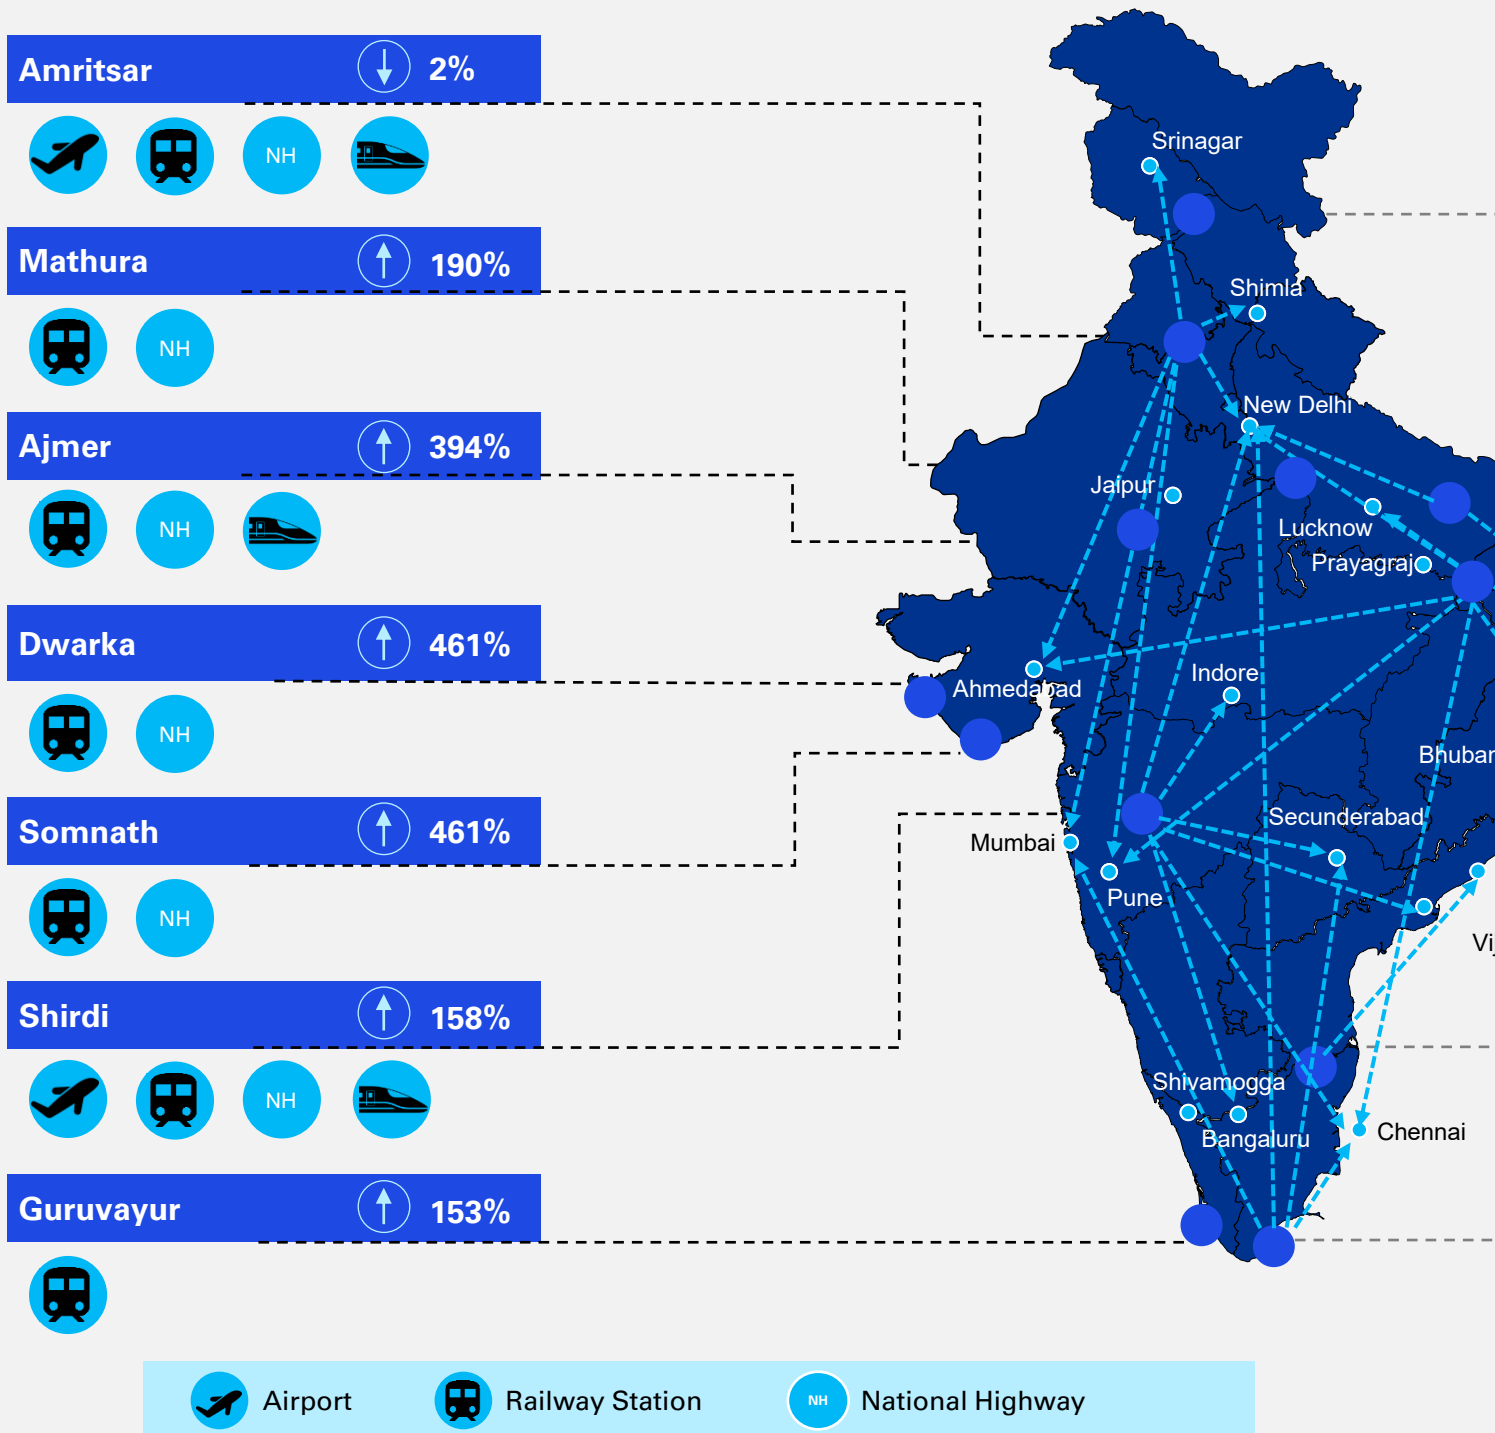 Amritsar 2%
NH
Mathura 190%
NH
Ajmer 394%
NH
Dwarka 461%
NH
Somnath 461%
NH
Shirdi 158%
NH
Guruvayur 153%
Srinagar
Shimla
New Delhi
Jaipur
Lucknow
Prayagraj
Indore
Ahmedabad
Bhubar
Secunderabad
Mumbai
Pune
Vij
Shivamogga
Bangaluru
Chennai
Airport
Railway Station
NH National Highway